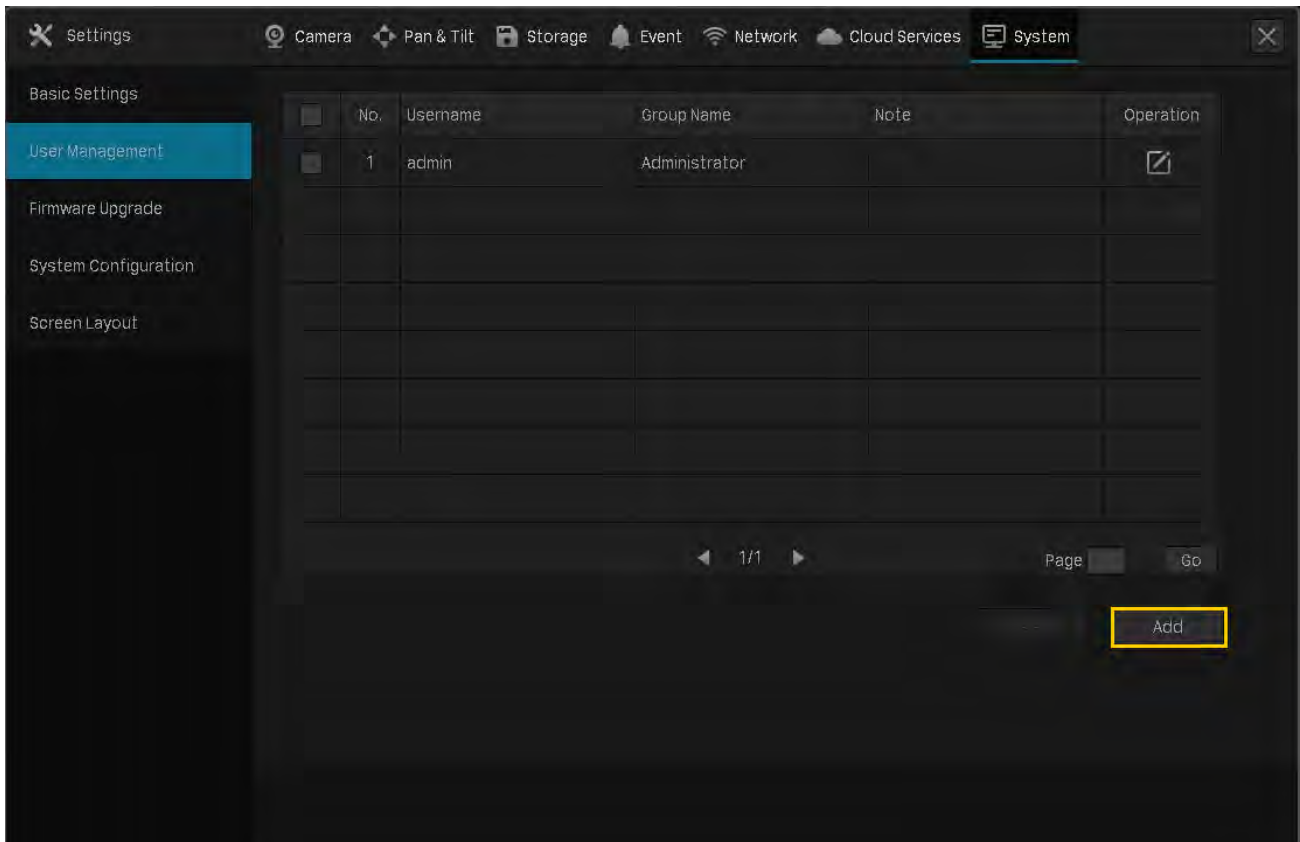 Settings
Camera Pan & Tilt Storage Event Network Cloud Services System
Basic Settings
User Management
Firmware Upgrade
System Configuration
Screen Layout
No. Username Group Name Note Operation
1 admin Administrator
1/1
Page Go
Add